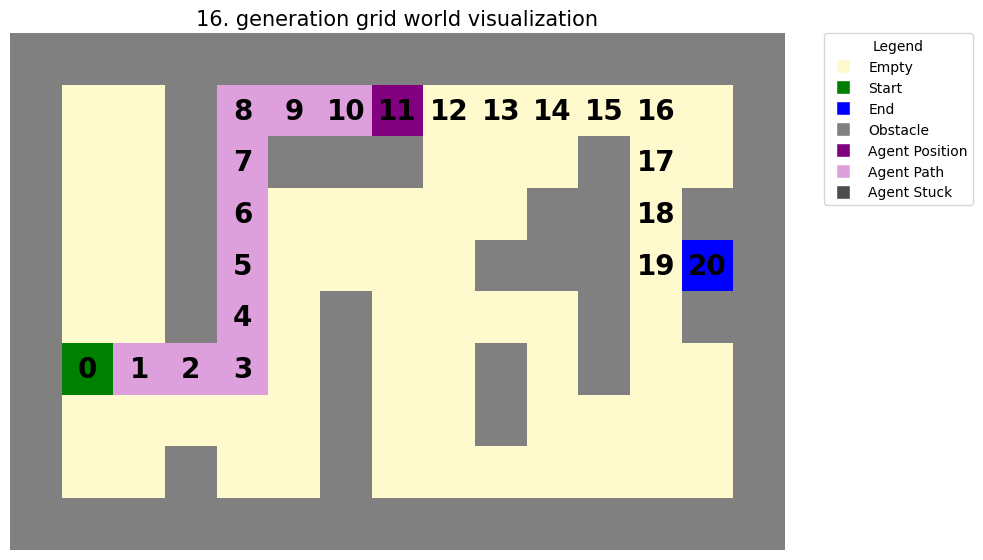 16. generation grid world visualization
8 9 10 11 12 13 14 15 16
7 17
6 18
5 19 20
4
0 1 2 3
Legend
Empty
Start
End
Obstacle
Agent Position
Agent Path
Agent Stuck